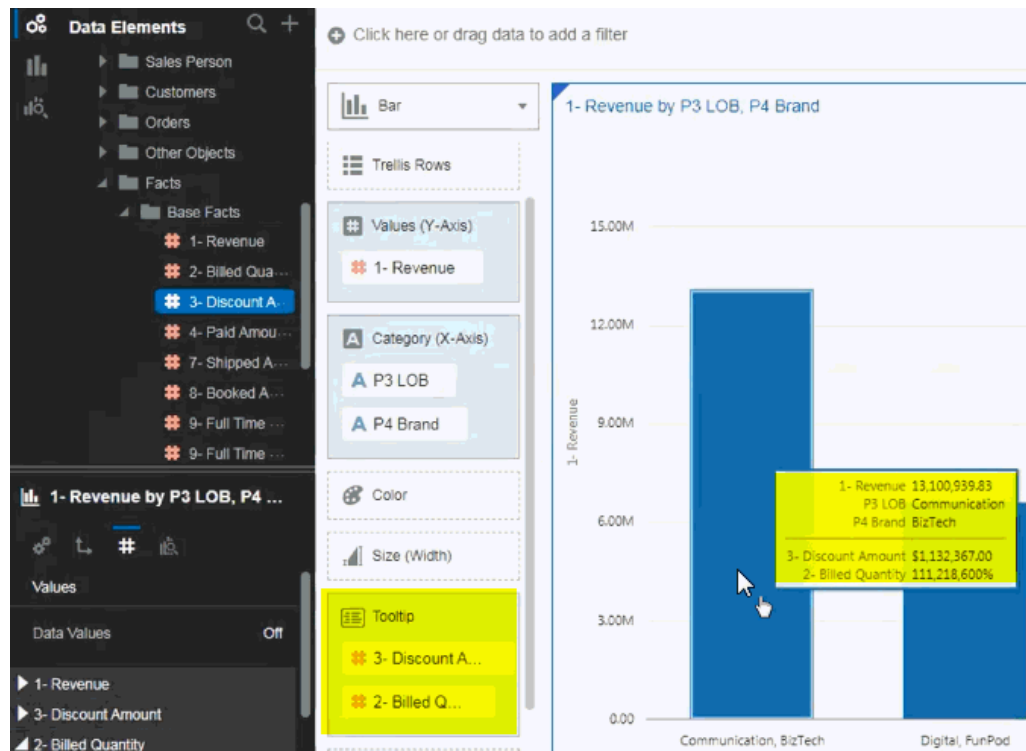 Data Elements
Sales Person
Customers
Orders
Other Objects
Facts
Base Facts
1- Revenue
2- Billed Qua...
3- Discount A...
4- Paid Amou...
7- Shipped A...
8- Booked A...
9- Full Time ...
9- Full Time ...
1- Revenue by P3 LOB, P4 ...
#
Values
Data Values Off
1- Revenue
3- Discount Amount
2- Billed Quantity
Click here or drag data to add a filter
Bar
Trellis Rows
Values (Y-Axis)
1- Revenue
Category (X-Axis)
A P3 LOB
A P4 Brand
Color
Size (Width)
Tooltip
3- Discount A...
2- Billed Q...
1- Revenue by P3 LOB, P4 Brand
15.00M
12.00M
9.00M
6.00M
3.00M
0.00
1- Revenue
1- Revenue 13,100,939.83
P3 LOB Communication
P4 Brand BizTech
3- Discount Amount $1,132,367.00
2- Billed Quantity 111,218,600%
Communication, BizTech
Digital, FunPod